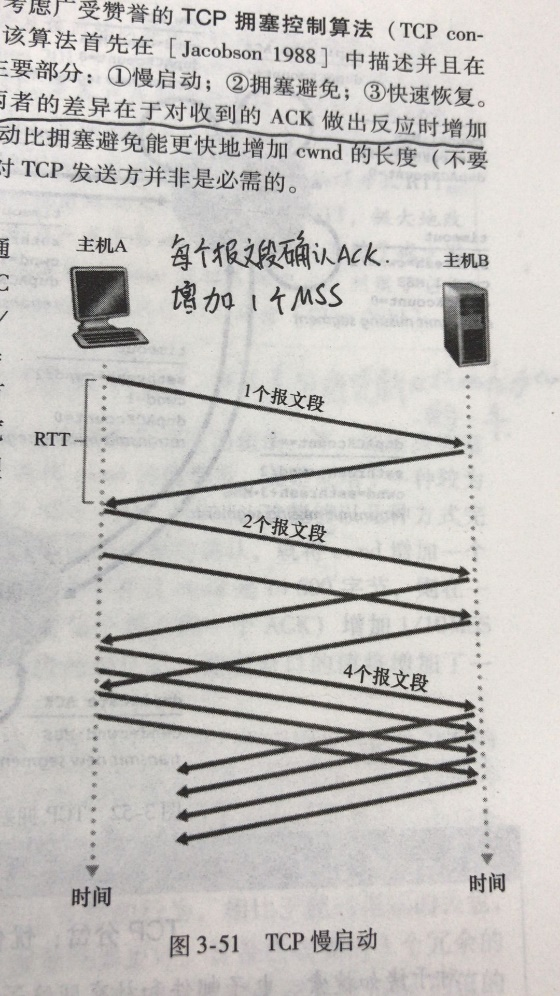 考虑广受赞誉的 TCP 拥塞控制算法（TCP con-
该算法首先在［Jacobson 1988］中描述并且在
主要部分：①慢启动；②拥塞避免；③快速恢复。
两者的差异在于对收到的 ACK 做出反应时增加
动比拥塞避免能更快地增加 cwnd 的长度（不要
对 TCP 发送方并非是必需的。
通
主机A
每个报文段确认ACK.
增加1个MSS
主机B
1个报文段
RTT
2个报文段
4个报文段
时间
时间
图 3-51 TCP 慢启动